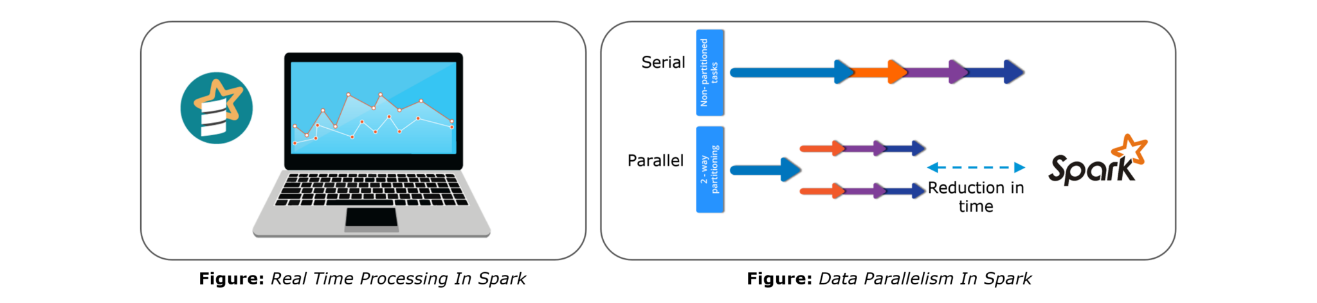 Serial
Non- partitioned
tasks
Parallel
2 - way
partitioning
Reduction in
time
Spark
Figure: Real Time Processing In Spark
Figure: Data Parallelism In Spark